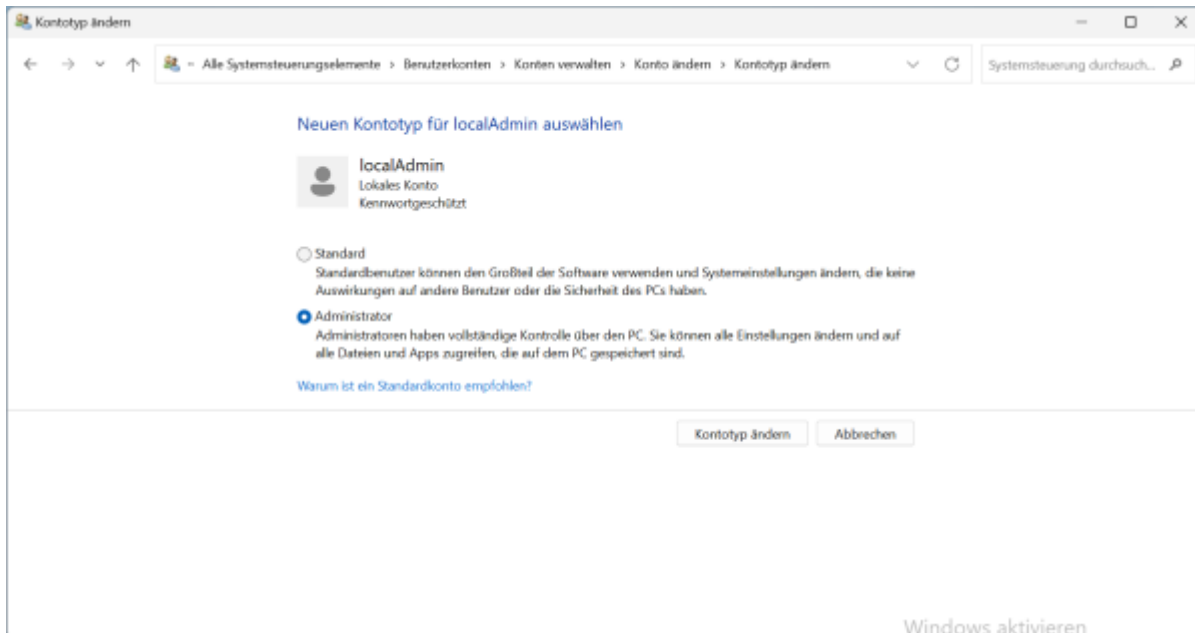 Kontotyp ändern
Alle Systemsteuerungselemente > Benutzerkonten > Konten verwalten > Konto ändern > Kontotyp ändern
Systemsteuerung durchsuch...
Neuen Kontotyp für localAdmin auswählen
localAdmin
Lokales Konto
Kennwortgeschützt
Standard
Standardbenutzer können den Großteil der Software verwenden und Systemeinstellungen ändern, die keine
Auswirkungen auf andere Benutzer oder die Sicherheit des PCs haben.
Administrator
Administratoren haben vollständige Kontrolle über den PC. Sie können alle Einstellungen ändern und auf
alle Dateien und Apps zugreifen, die auf dem PC gespeichert sind.
Warum ist ein Standardkonto empfohlen?
Kontotyp ändern
Abbrechen
Windows aktivieren